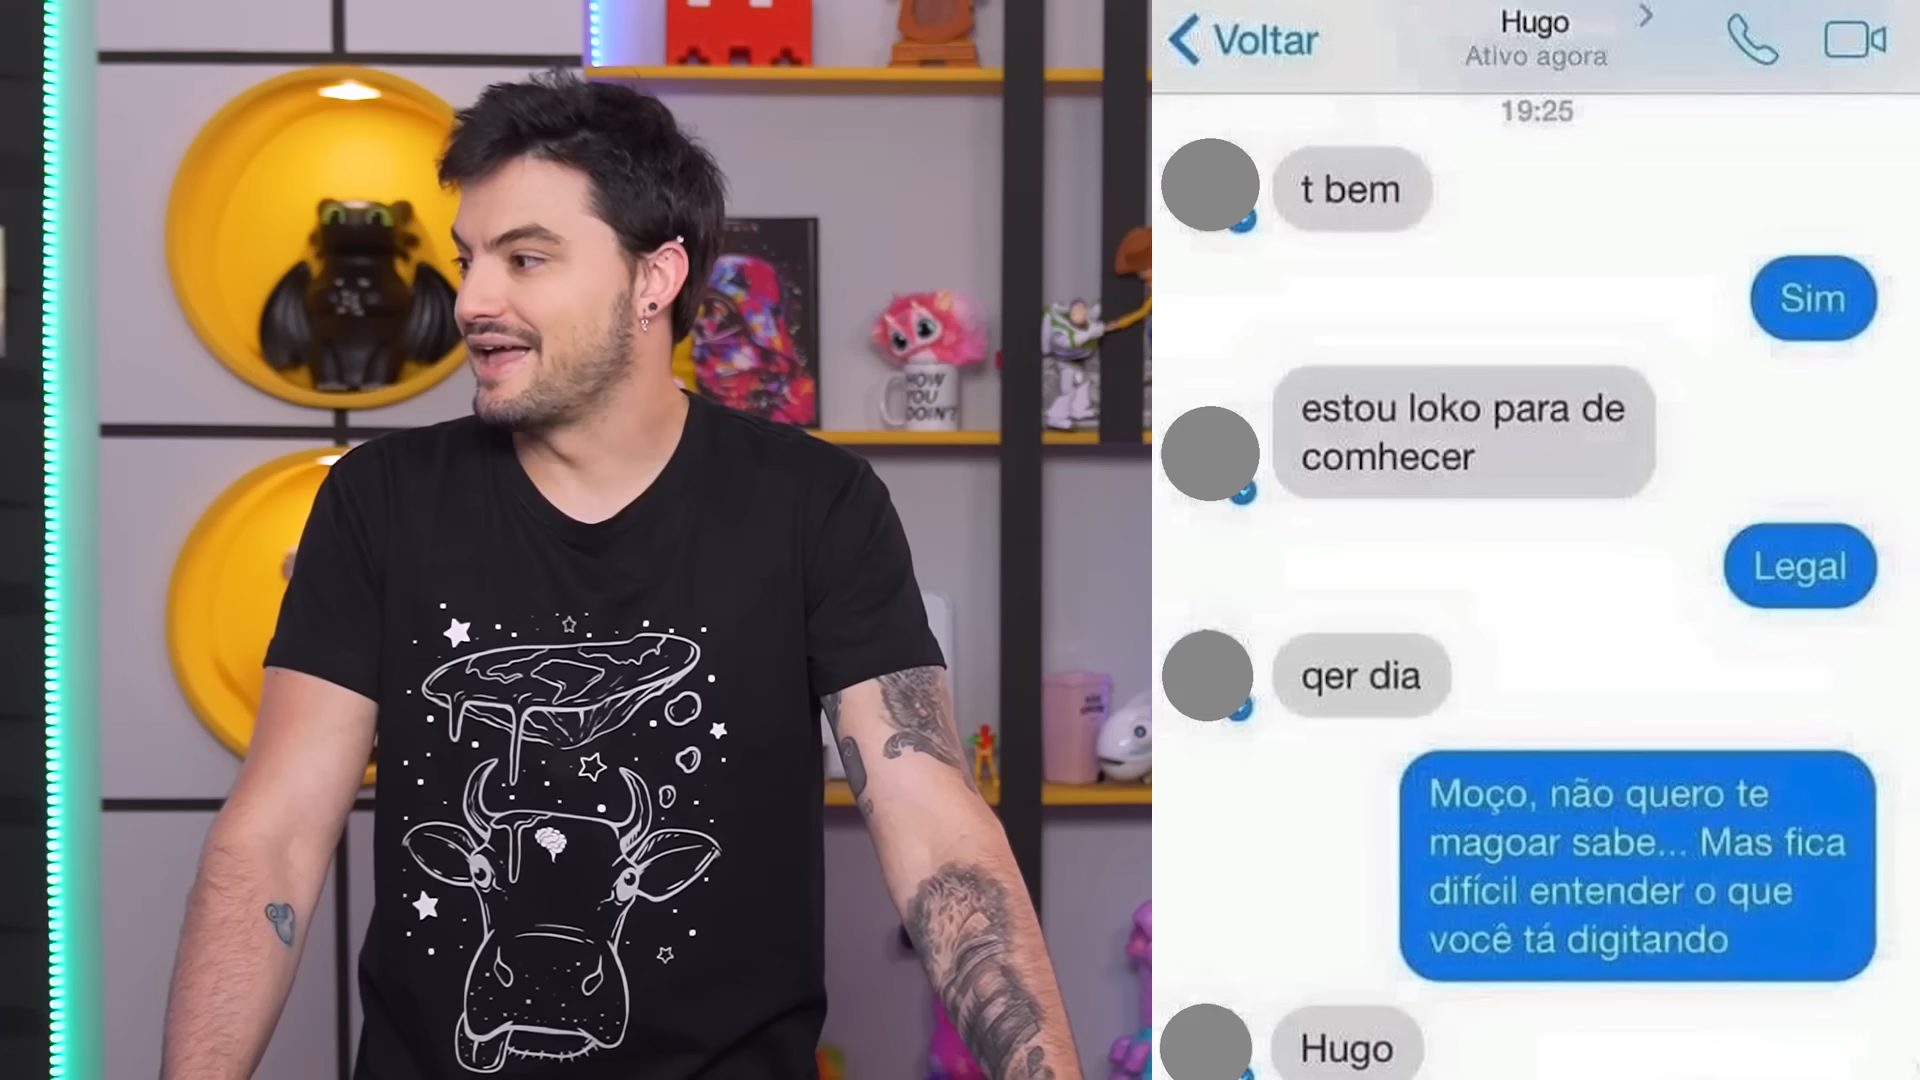 Voltar
Hugo
Ativo agora
19:25
t bem
Sim
estou loko para de
comhecer
Legal
qer dia
Moço, não quero te
magoar sabe... Mas fica
difícil entender o que
você tá digitando
Hugo
HOW
YOU
DOIN'?